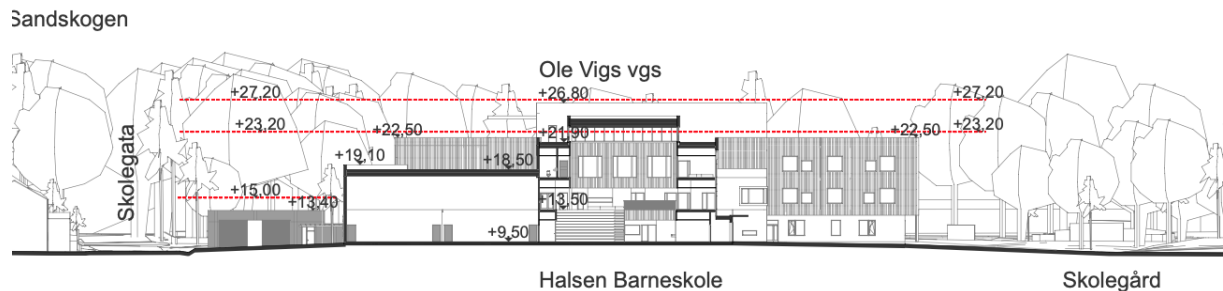 Sandskogen
Ole Vigs vgs
+27,20
+26,80
+27,20
+23,20
+22,50
+21,90
+22,50
+23,20
+19,10
+18,50
Skolegata
+15,00
+13,40
+13,50
+9,50
Halsen Barneskole
Skolegård